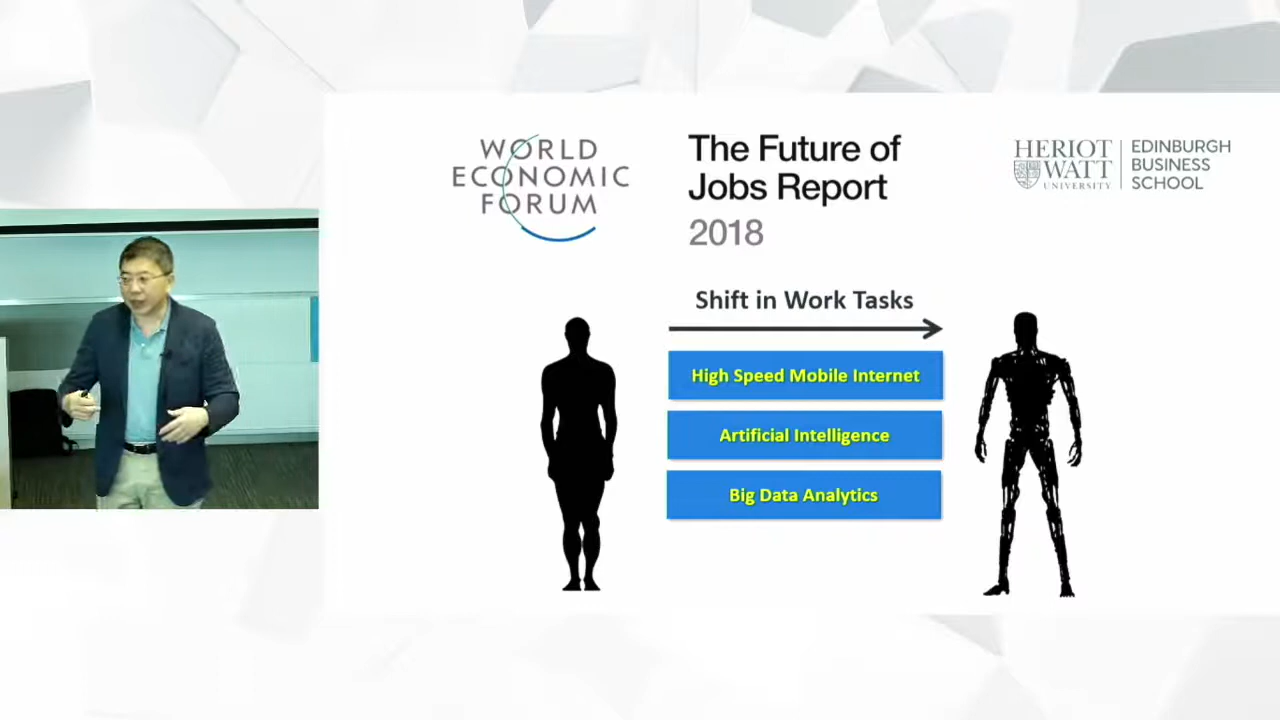 WORLD
ECONOMIC
FORUM
The Future of
Jobs Report
2018
HERIOT
WATT
UNIVERSITY
EDINBURGH
BUSINESS
SCHOOL
Shift in Work Tasks
High Speed Mobile Internet
Artificial Intelligence
Big Data Analytics